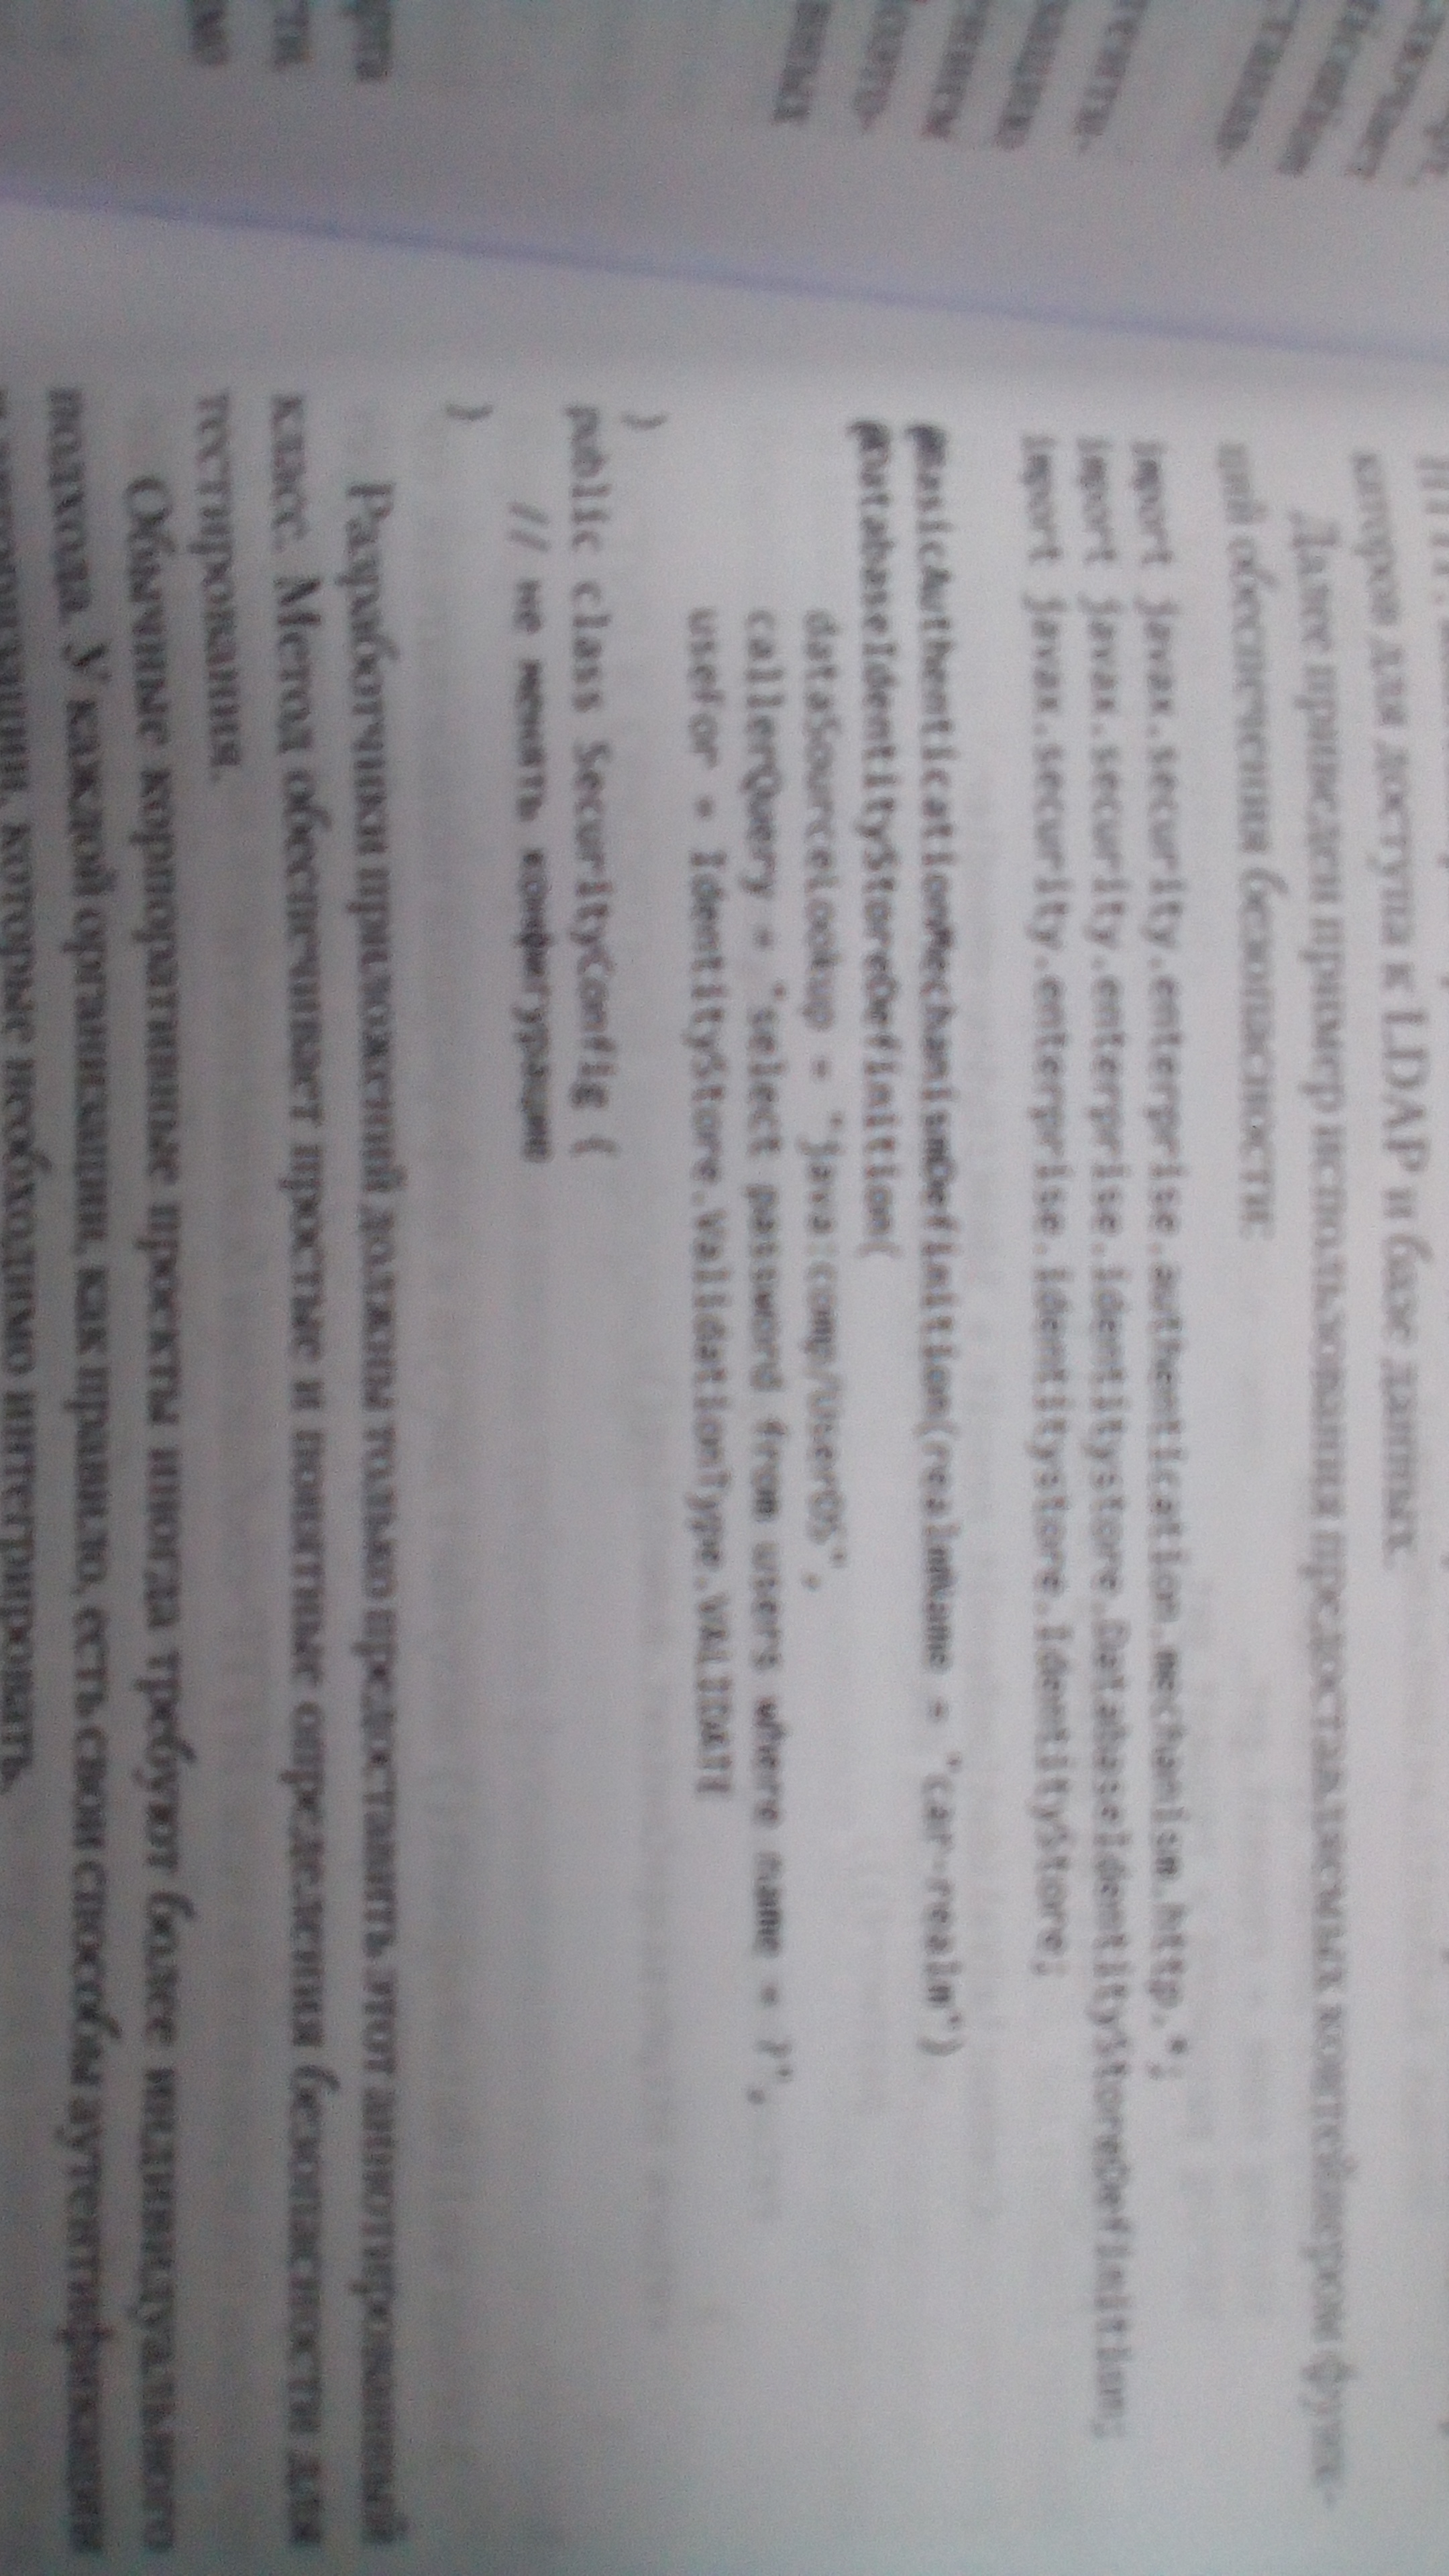 каторов для доступа к LDAP и базе данных.
Далее приведен пример использования предоставляемых контейнером функ-
ций обеспечения безопасности:
import javax.security.enterprise.authentication.mechanism.http.*;
import javax.security.enterprise.identitystore.DatabaseIdentityStoreDefinition;
import javax.security.enterprise.identitystore.IdentityStore;
@BasicAuthenticationMechanismDefinition(realmName = "car-realm")
@DatabaseIdentityStoreDefinition(
dataSourceLookup = "java:comp/UserDS",
callerQuery = "select password from users where name = ?",
useFor = IdentityStore.ValidationType.VALIDATE
)
public class SecurityConfig {
// не менять конфигурацию
}
Разработчики приложений должны только предоставить этот аннотированный
класс. Метод обеспечивает простые и понятные определения безопасности для
тестирования.
Обычные корпоративные проекты иногда требуют более индивидуального
подхода. У каждой организации, как правило, есть свои способы аутентификации
и авторизации, которые необходимо интегрировать.